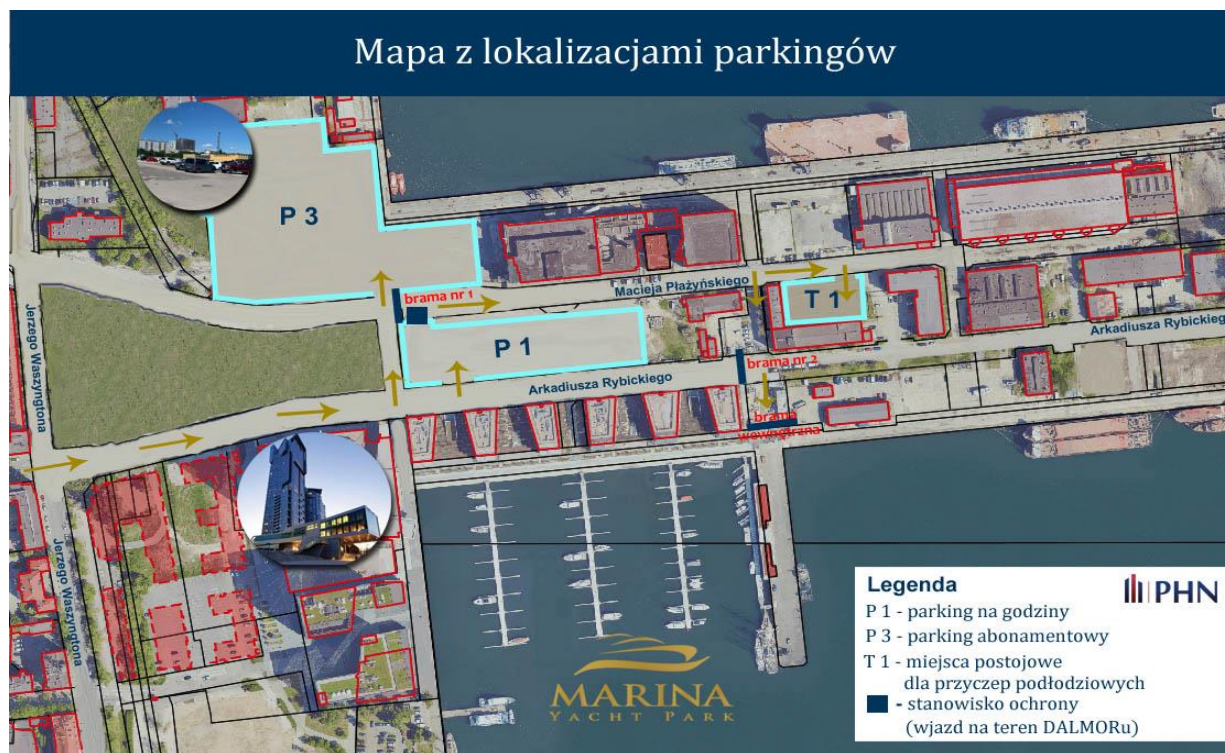 Mapa z lokalizacjami parkingów
P 3
brama nr 1
Macieja Płażyńskiego
T 1
P 1
Arkadiusza Rybickiego
Arkadiusza Rybickieg
Jerzego Waszyngtona
brama nr 2
brama
wewnętrzna
Jerzego Waszyngtona
MARINA
YACHT PARK
Legenda
PHN
P 1 - parking na godziny
P 3 - parking abonamentowy
T 1 - miejsca postojowe
dla przyczep podłodziowych
- stanowisko ochrony
(wjazd na teren DALMORu)